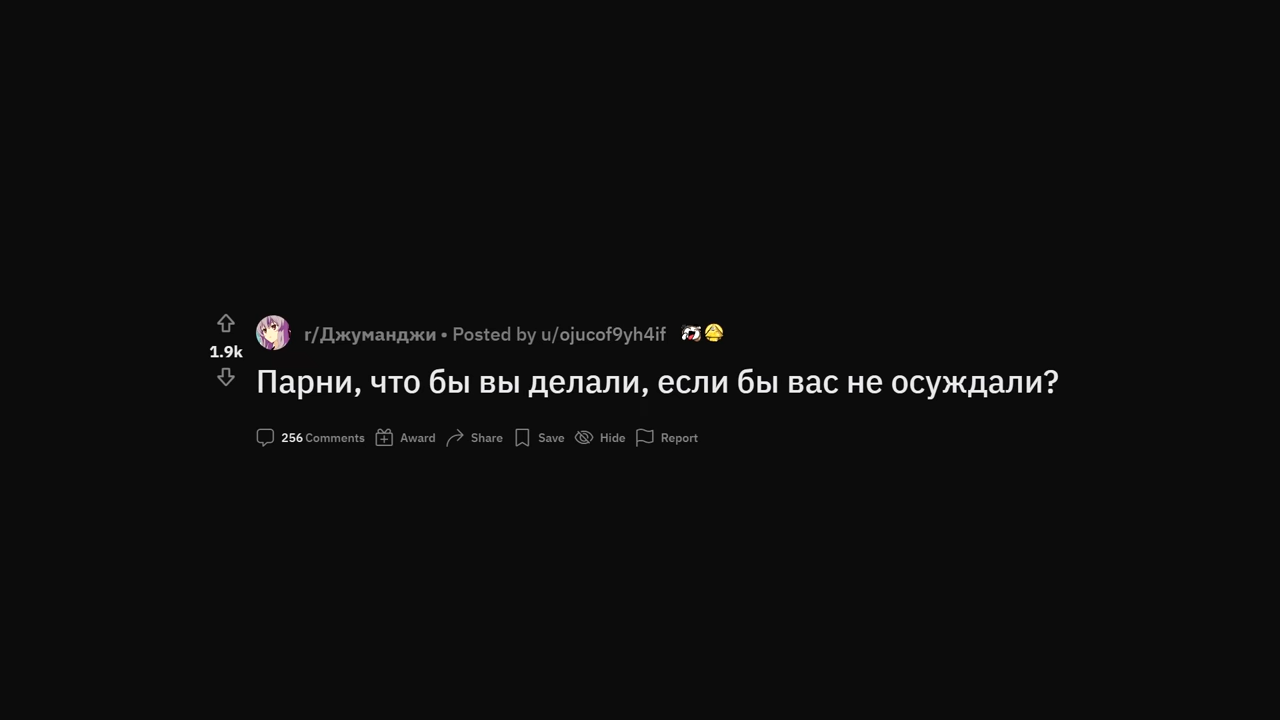 r/Джуманджи • Posted by u/ojucof9yh4if
1.9k
Парни, что бы вы делали, если бы вас не осуждали?
256 Comments Award Share Save Hide Report